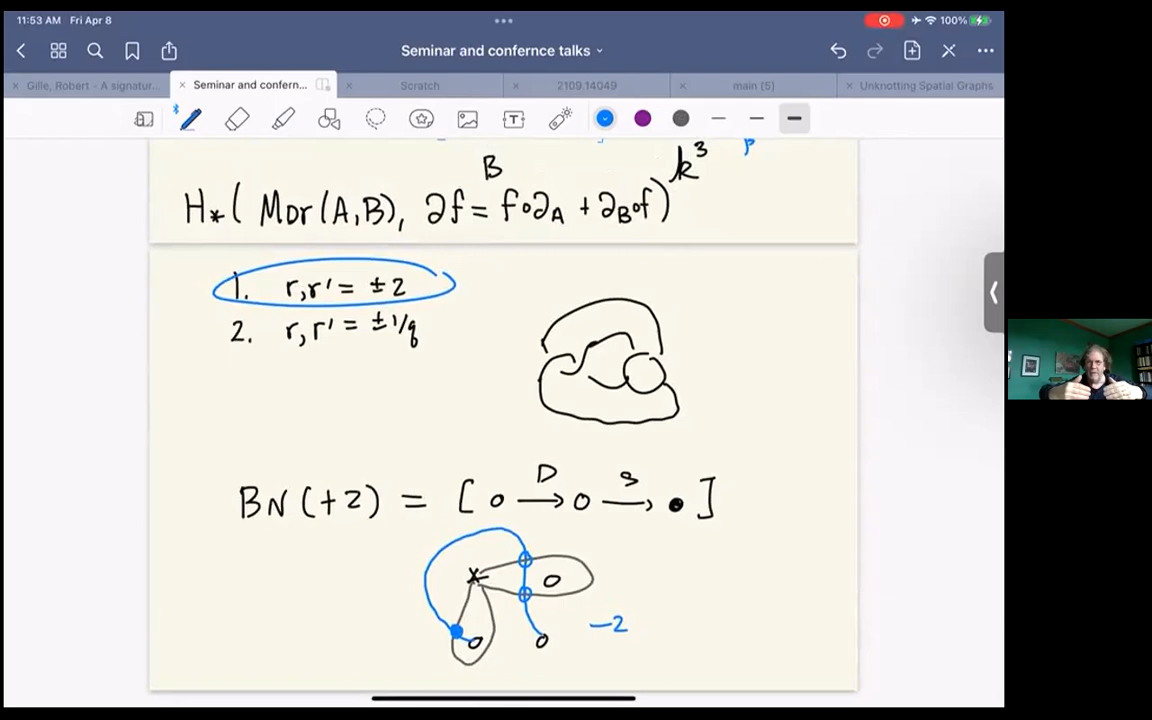 11:53 AM Fri Apr 8
100%
Seminar and confernce talks
Gille, Robert - A signatur...
Seminar and confern...
Scratch
2109.14049
main (5)
Unknotting Spatial Graphs
B
k³
H*( Mor(A,B), ∂f = f∘∂A + ∂B∘f )
1. r,r' = ±2
2. r,r' = ±1/q
BN(+2) = [ ∘ D→ ∘ S→ • ]
-2